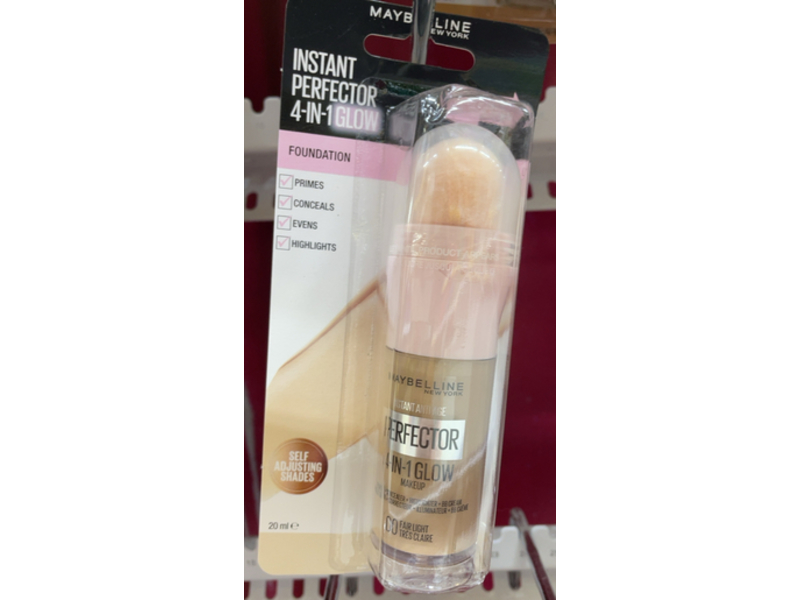 MAYBELLINE
NEW YORK
INSTANT
PERFECTOR
4-IN-1 GLOW
FOUNDATION
PRIMES
CONCEALS
EVENS
HIGHLIGHTS
PRODUCT
MAYBELLINE
NEW YORK
PERFECTOR
4-IN-1 GLOW
MAKEUP
FAIR LIGHT
TRÈS CLAIRE
SELF
ADJUSTING
SHADES
20 ml ℮